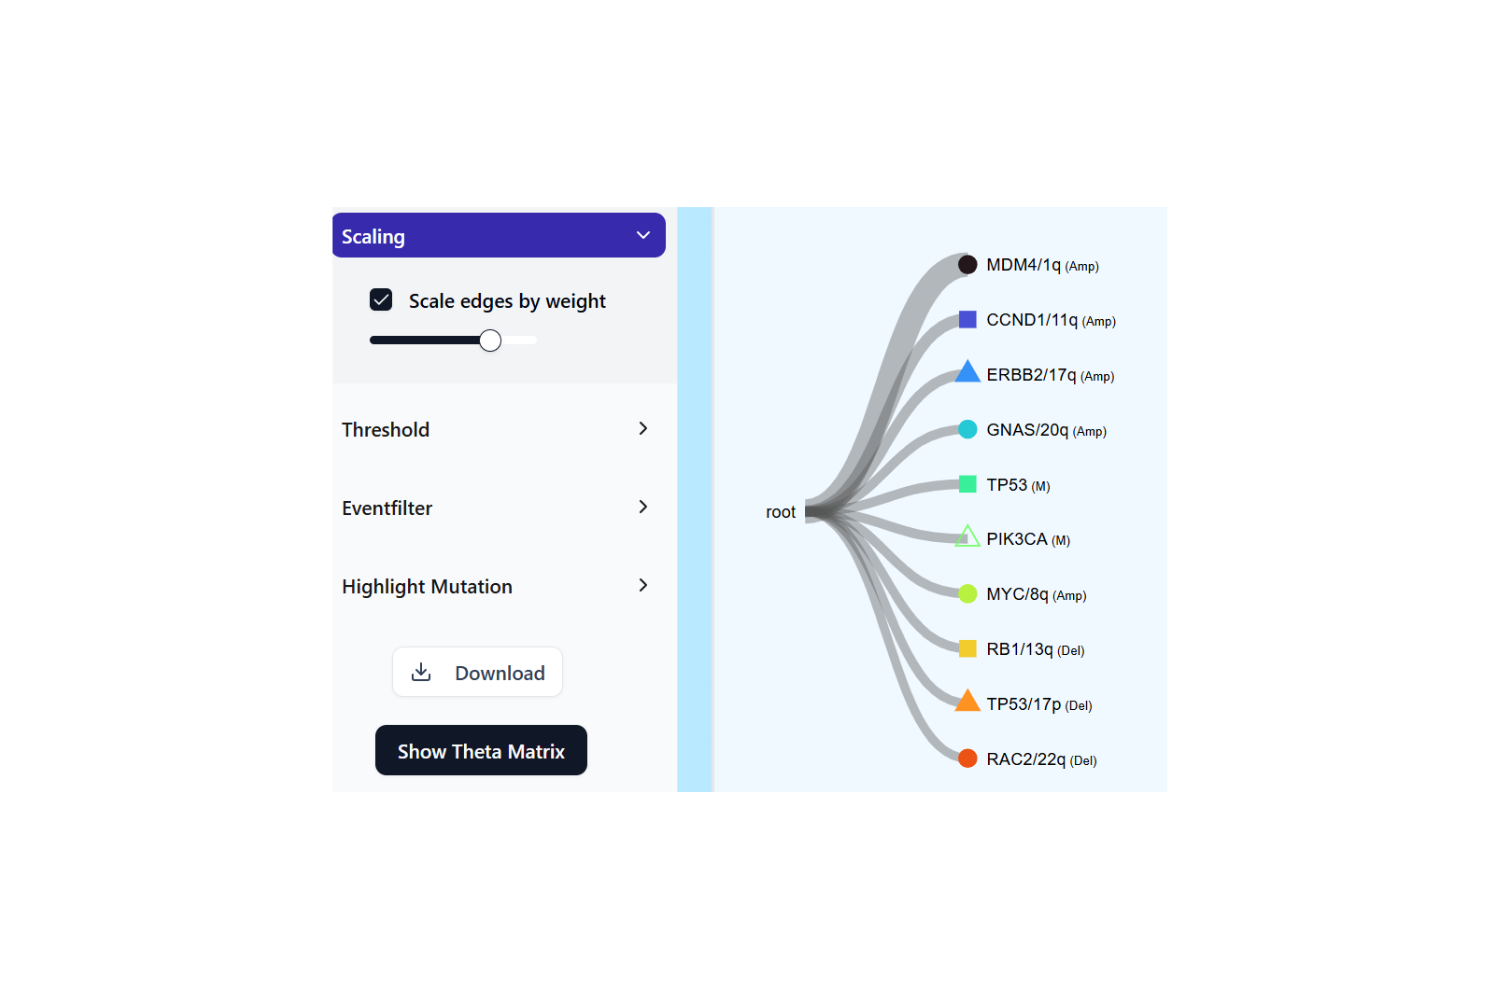 Scaling
Scale edges by weight
Threshold
Eventfilter
Highlight Mutation
Download
Show Theta Matrix
root
MDM4/1q (Amp)
CCND1/11q (Amp)
ERBB2/17q (Amp)
GNAS/20q (Amp)
TP53 (M)
PIK3CA (M)
MYC/8q (Amp)
RB1/13q (Del)
TP53/17p (Del)
RAC2/22q (Del)